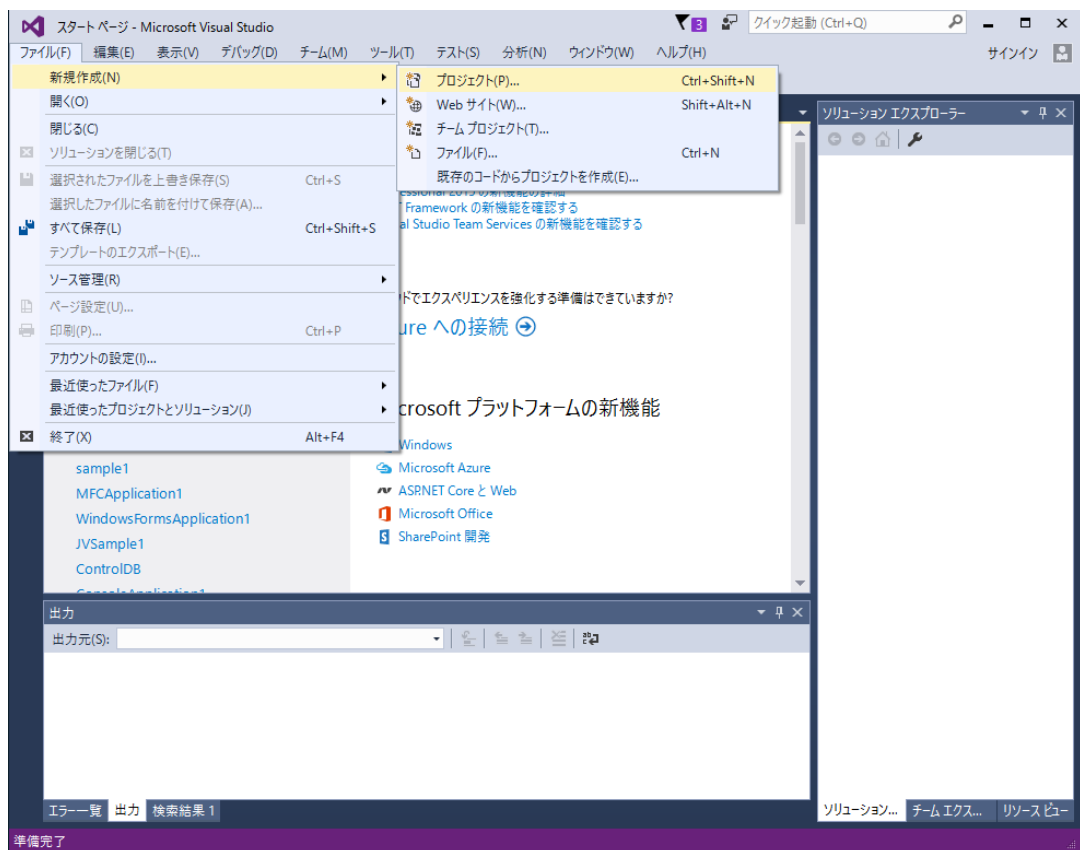 スタート ページ - Microsoft Visual Studio
3
クイック起動 (Ctrl+Q)
ファイル(F) 編集(E) 表示(V) デバッグ(D) チーム(M) ツール(T) テスト(S) 分析(N) ウィンドウ(W) ヘルプ(H)
サインイン
新規作成(N)
開く(O)
閉じる(C)
ソリューションを閉じる(T)
選択されたファイルを上書き保存(S) Ctrl+S
選択したファイルに名前を付けて保存(A)...
すべて保存(L) Ctrl+Shift+S
テンプレートのエクスポート(E)...
ソース管理(R)
ページ設定(U)...
印刷(P)... Ctrl+P
アカウントの設定(I)...
最近使ったファイル(F)
最近使ったプロジェクトとソリューション(J)
終了(X) Alt+F4
プロジェクト(P)... Ctrl+Shift+N
Web サイト(W)... Shift+Alt+N
チーム プロジェクト(T)...
ファイル(F)... Ctrl+N
既存のコードからプロジェクトを作成(E)...
Framework の新機能を確認する
al Studio Team Services の新機能を確認する
ドでエクスペリエンスを強化する準備はできていますか?
ure への接続
crosoft プラットフォームの新機能
Windows
Microsoft Azure
ASP.NET Core と Web
Microsoft Office
SharePoint 開発
sample1
MFCApplication1
WindowsFormsApplication1
JVSample1
ControlDB
ソリューション エクスプローラー
出力
出力元(S):
エラー一覧 出力 検索結果 1
ソリューション... チーム エクス... リソース ビュー
準備完了